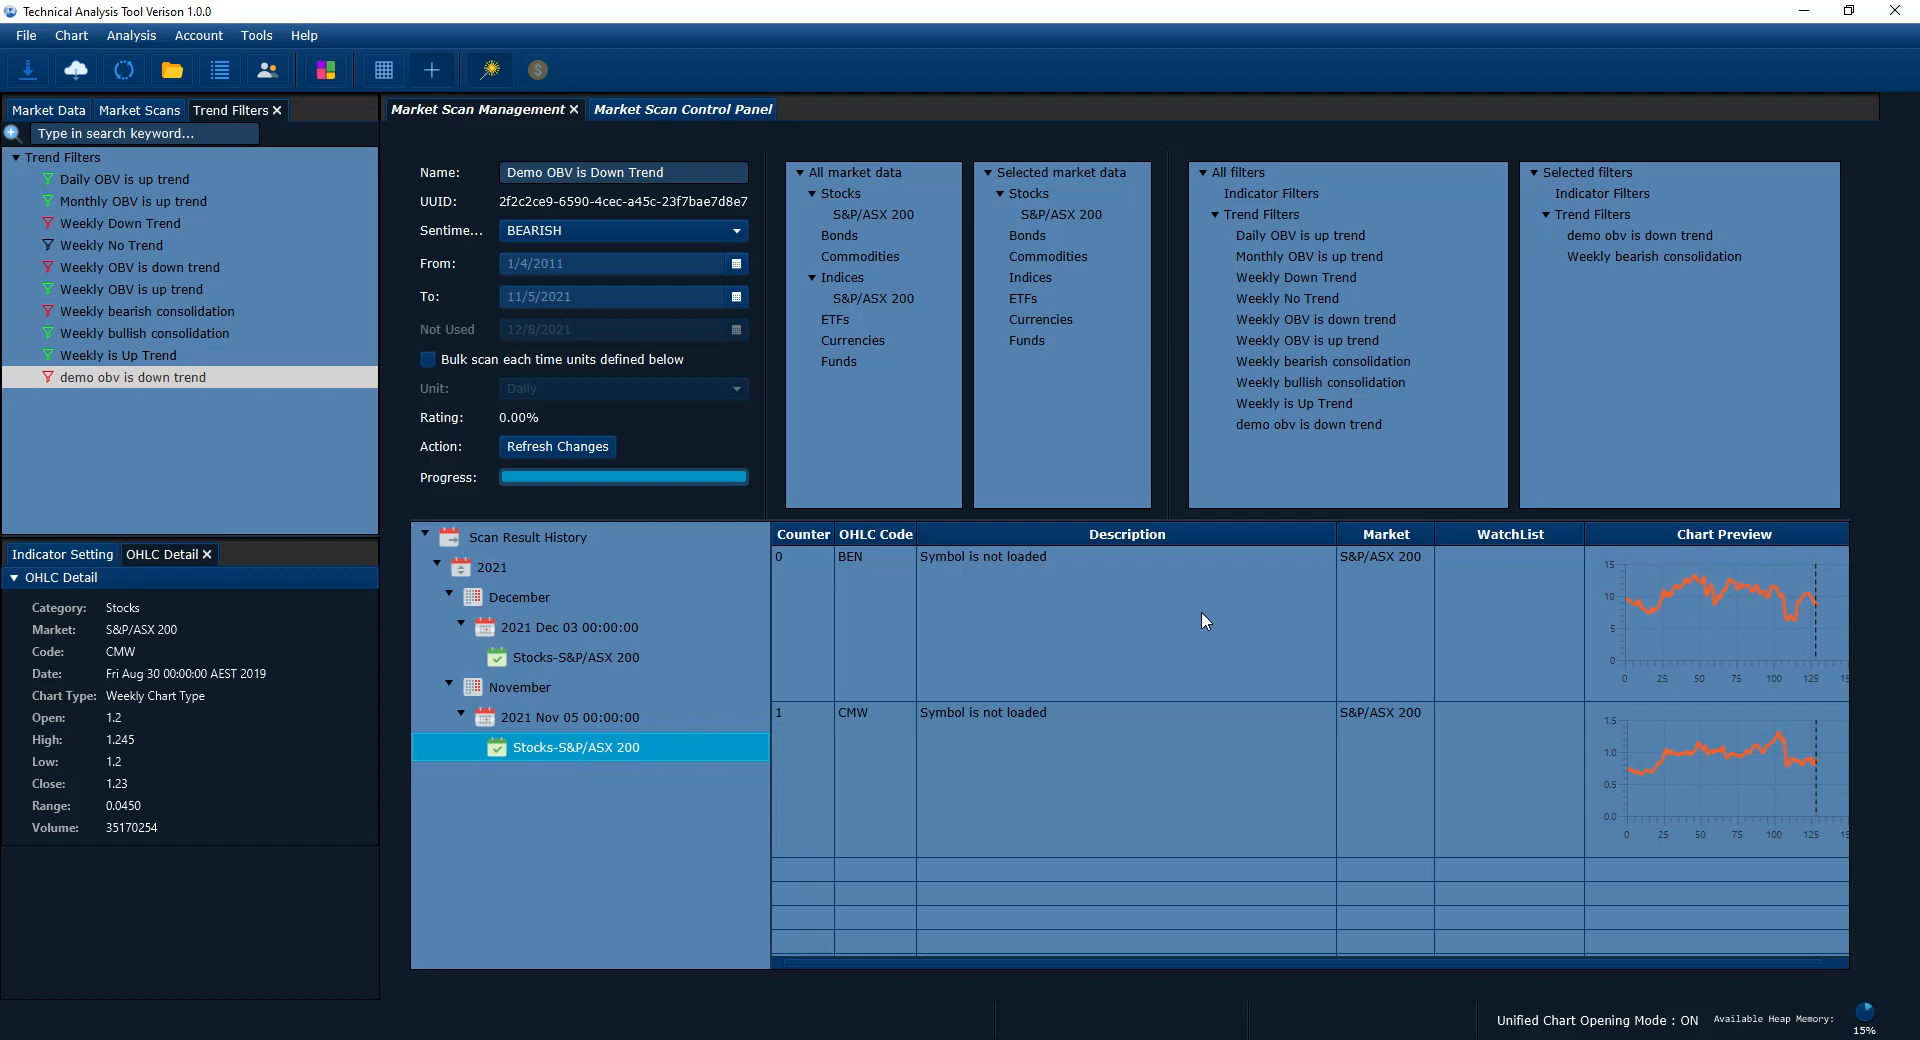 Technical Analysis Tool Verison 1.0.0
File Chart Analysis Account Tools Help
Market Data Market Scans Trend Filters
Type in search keyword...
Trend Filters
Daily OBV is up trend
Monthly OBV is up trend
Weekly Down Trend
Weekly No Trend
Weekly OBV is down trend
Weekly OBV is up trend
Weekly bearish consolidation
Weekly bullish consolidation
Weekly is Up Trend
demo obv is down trend
Indicator Setting OHLC Detail
OHLC Detail
Category: Stocks
Market: S&P/ASX 200
Code: CMW
Date: Fri Aug 30 00:00:00 AEST 2019
Chart Type: Weekly Chart Type
Open: 1.2
High: 1.245
Low: 1.2
Close: 1.23
Range: 0.0450
Volume: 35170254
Market Scan Management Market Scan Control Panel
Name: Demo OBV is Down Trend
UUID: 2f2c2ce9-6590-4cec-a45c-23f7bae7d8e7
Sentime... BEARISH
From: 1/4/2011
To: 11/5/2021
Not Used 12/8/2021
Bulk scan each time units defined below
Unit: Daily
Rating: 0.00%
Action: Refresh Changes
Progress:
All market data
Stocks
S&P/ASX 200
Bonds
Commodities
Indices
S&P/ASX 200
ETFs
Currencies
Funds
Selected market data
Stocks
S&P/ASX 200
Bonds
Commodities
Indices
ETFs
Currencies
Funds
All filters
Indicator Filters
Trend Filters
Daily OBV is up trend
Monthly OBV is up trend
Weekly Down Trend
Weekly No Trend
Weekly OBV is down trend
Weekly OBV is up trend
Weekly bearish consolidation
Weekly bullish consolidation
Weekly is Up Trend
demo obv is down trend
Selected filters
Indicator Filters
Trend Filters
demo obv is down trend
Weekly bearish consolidation
Scan Result History
2021
December
2021 Dec 03 00:00:00
Stocks-S&P/ASX 200
November
2021 Nov 05 00:00:00
Stocks-S&P/ASX 200
Counter OHLC Code Description Market WatchList Chart Preview
0 BEN Symbol is not loaded S&P/ASX 200
15
10
5
0
0 25 50 75 100 125 15
1 CMW Symbol is not loaded S&P/ASX 200
1.5
1.0
0.5
0.0
0 25 50 75 100 125 15
Unified Chart Opening Mode : ON Available Heap Memory: 15%